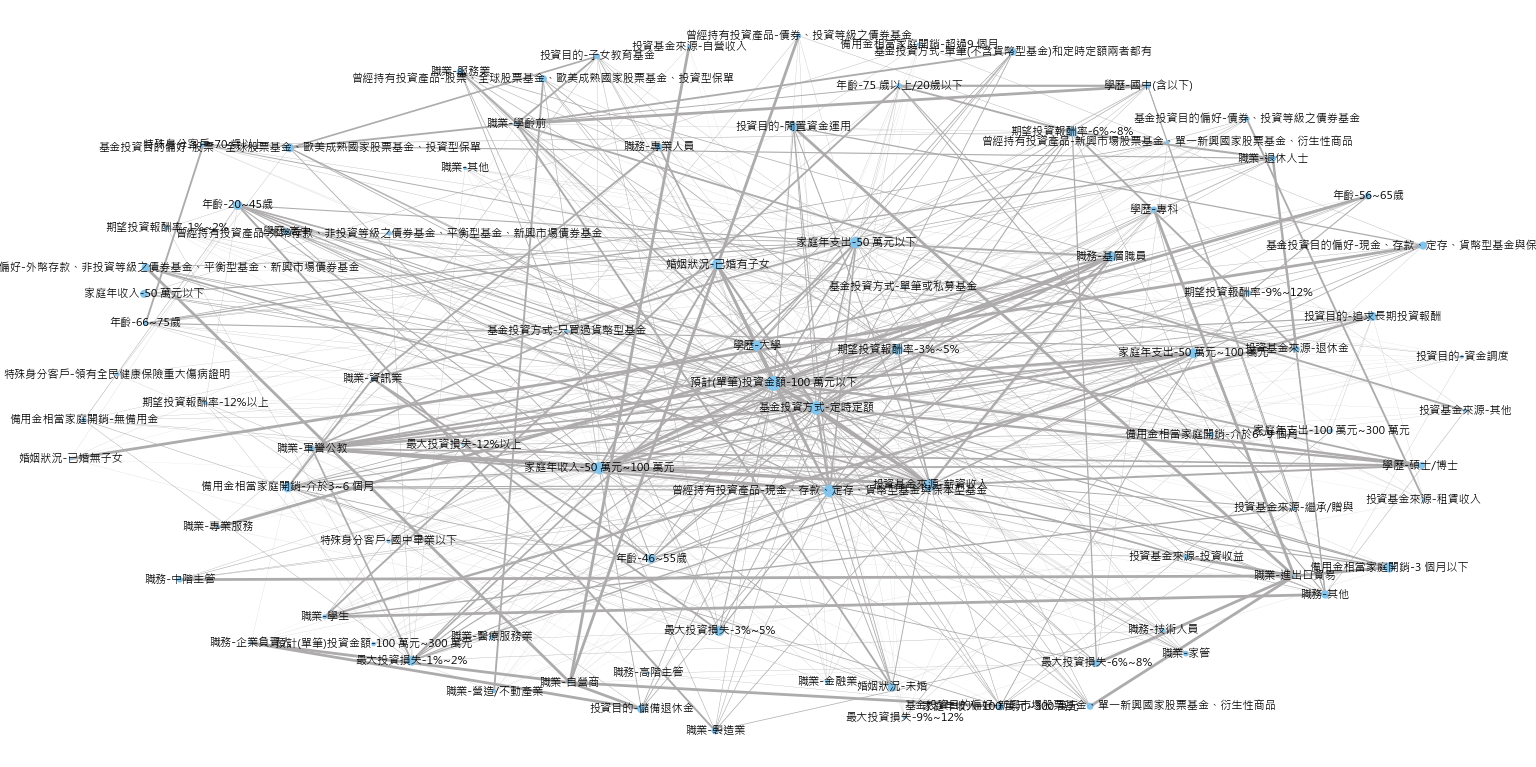 曾經持有投資產品-債券、投資等級之債券基金
備用金相當家庭開銷-超過9 個月
投資基金來源-自營收入
基金投資方式-單筆(不含貨幣型基金)和定時定額兩者都有
投資目的-子女教育基金
職業-服務業
曾經持有投資產品-股票、全球股票基金、歐美成熟國家股票基金、投資型保單
年齡-75 歲以上/20歲以下
學歷-國中(含以下)
基金投資目的偏好-債券、投資等級之債券基金
職業-學齡前
投資目的-閒置資金運用
期望投資報酬率-6%~8%
曾經持有投資產品-新興市場股票基金、單一新興國家股票基金、衍生性商品
特殊身分客戶-70 歲以上
基金投資目的偏好-股票、全球股票基金、歐美成熟國家股票基金、投資型保單
職務-專業人員
職業-退休人士
職業-其他
年齡-56~65歲
年齡-20~45歲
學歷-專科
期望投資報酬率-1%~2%
學歷-高中
曾經持有投資產品-外幣存款、非投資等級之債券基金、平衡型基金、新興市場債券基金
家庭年支出-50 萬元以下
基金投資目的偏好-現金、存款、定存、貨幣型基金與保
職務-基層職員
婚姻狀況-已婚有子女
偏好-外幣存款、非投資等級之債券基金、平衡型基金、新興市場債券基金
基金投資方式-單筆或私募基金
家庭年收入-50 萬元以下
期望投資報酬率-9%~12%
年齡-66~75歲
投資目的-追求長期投資報酬
基金投資方式-只買過貨幣型基金
學歷-大學
期望投資報酬率-3%~5%
家庭年支出-50 萬元~100 萬元
投資基金來源-退休金
投資目的-資金調度
特殊身分客戶-領有全民健康保險重大傷病證明
職業-資訊業
預計(單筆)投資金額-100 萬元以下
期望投資報酬率-12%以上
基金投資方式-定時定額
投資基金來源-其他
備用金相當家庭開銷-無備用金
備用金相當家庭開銷-介於6~9 個月
家庭年支出-100 萬元~300 萬元
職業-軍警公教
最大投資損失-12%以上
婚姻狀況-已婚無子女
家庭年收入-50 萬元~100 萬元
學歷-碩士/博士
備用金相當家庭開銷-介於3~6 個月
曾經持有投資產品-現金、存款、定存、貨幣型基金與保本型基金
投資基金來源-薪資收入
投資基金來源-租賃收入
投資基金來源-繼承/贈與
職業-專業服務
特殊身分客戶-國中畢業以下
年齡-46~55歲
投資基金來源-投資收益
備用金相當家庭開銷-3 個月以下
職務-中階主管
職業-進出口貿易
職務-其他
職業-學生
最大投資損失-3%~5%
職務-技術人員
職業-醫療服務業
職務-企業負責人
預計(單筆)投資金額-100 萬元~300 萬元
職業-家管
最大投資損失-1%~2%
最大投資損失-6%~8%
職務-高階主管
職業-自營商
職業-金融業
婚姻狀況-未婚
職業-營造/不動產業
投資目的-儲備退休金
基金投資目的偏好-新興市場股票基金、單一新興國家股票基金、衍生性商品
最大投資損失-9%~12%
職業-製造業